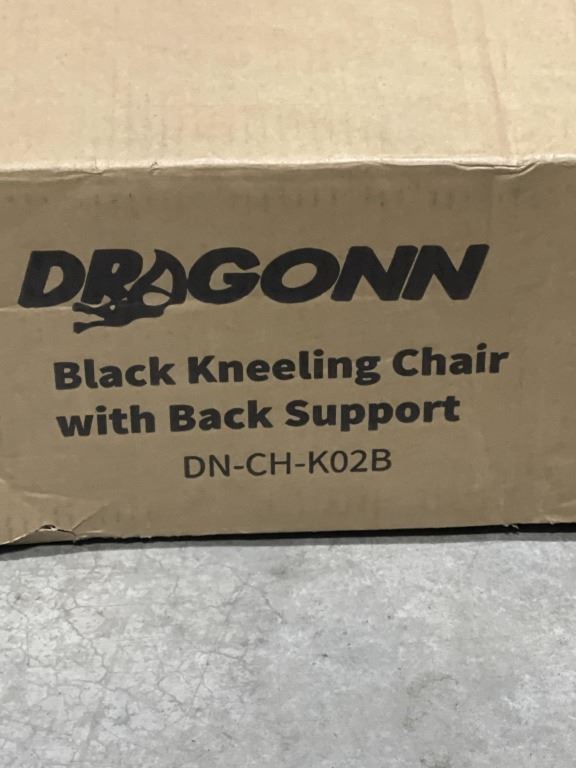 DRAGONN
Black Kneeling Chair
with Back Support
DN-CH-K02B